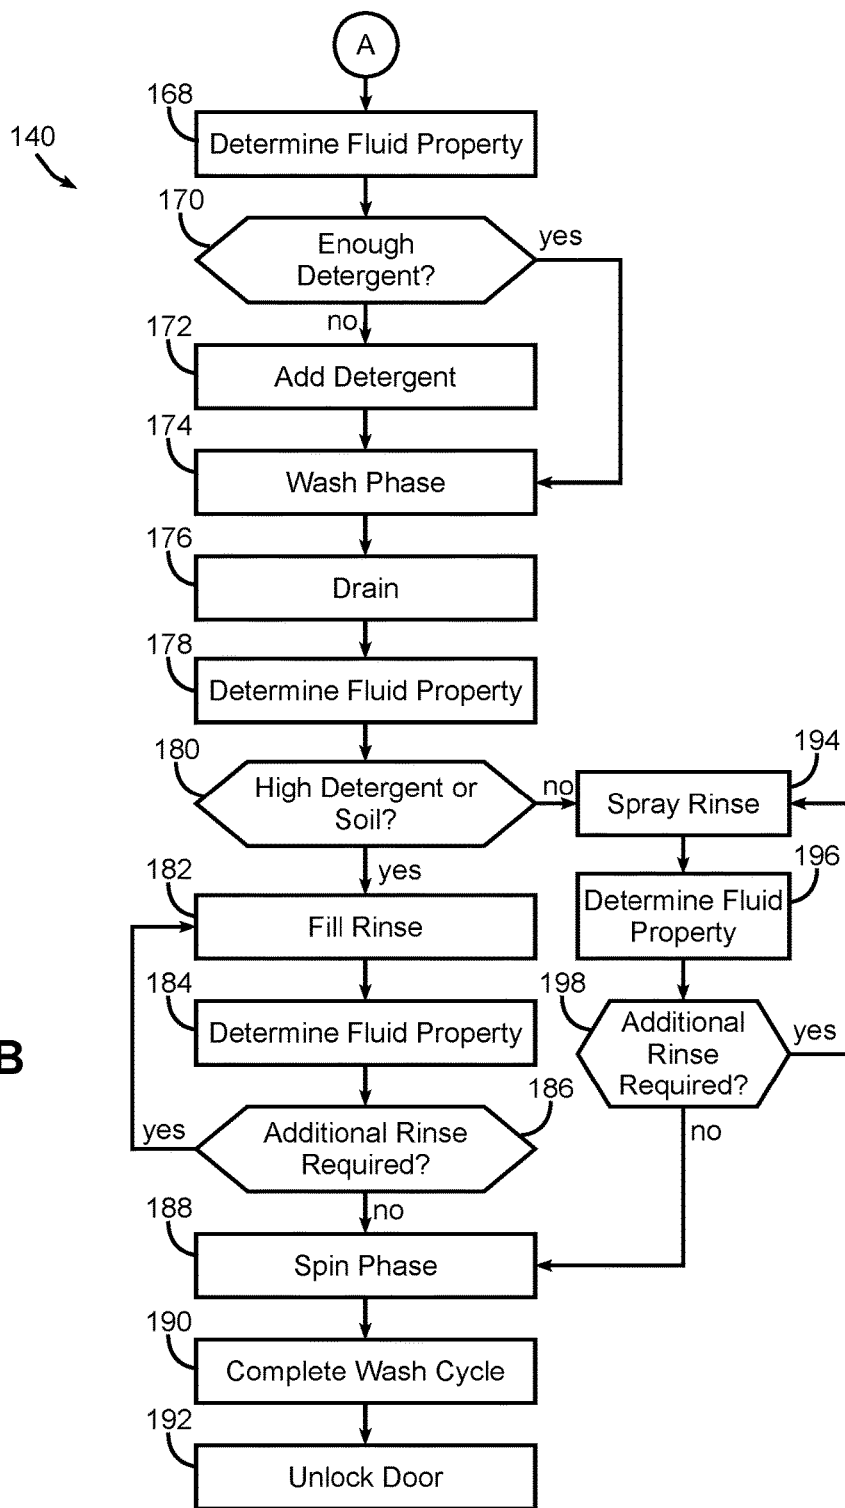 A
168
Determine Fluid Property
140
170
Enough
Detergent?
yes
no
172
Add Detergent
174
Wash Phase
176
Drain
178
Determine Fluid Property
180
High Detergent or
Soil?
no
yes
194
Spray Rinse
182
Fill Rinse
196
Determine Fluid
Property
184
Determine Fluid Property
198
Additional
Rinse
Required?
yes
no
B
186
Additional Rinse
Required?
yes
no
188
Spin Phase
190
Complete Wash Cycle
192
Unlock Door